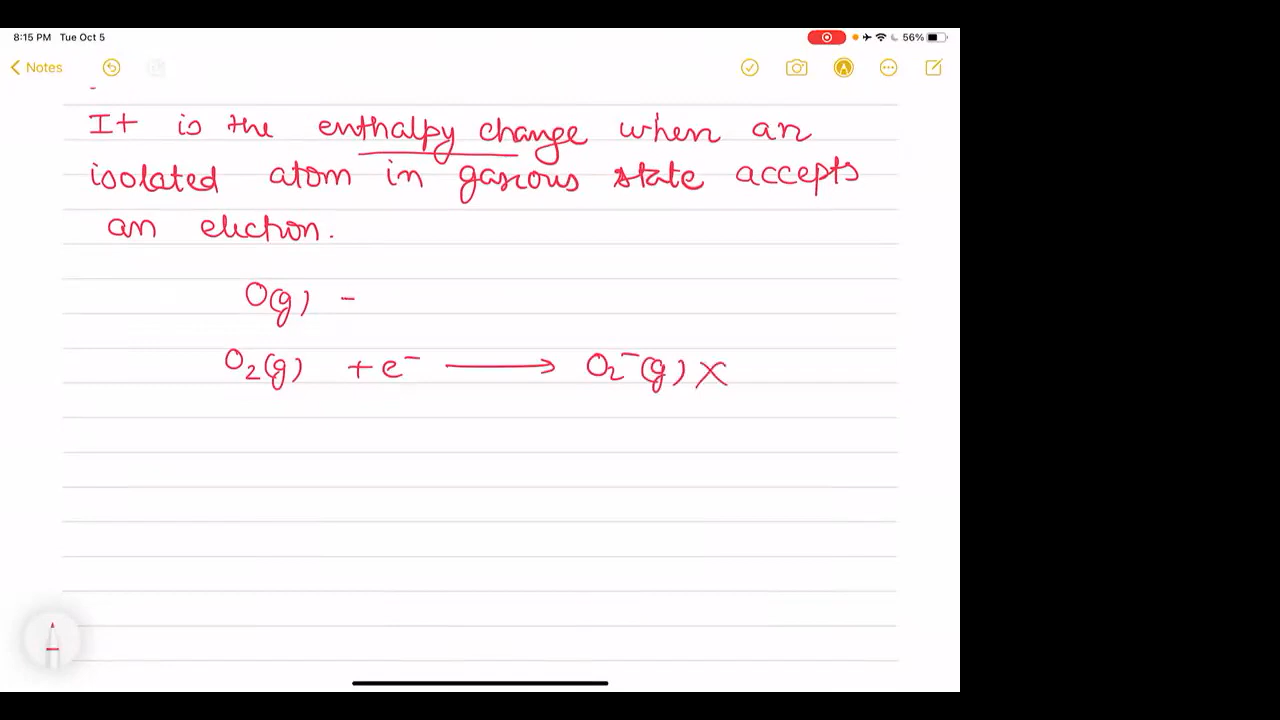 8:15 PM Tue Oct 5
56%
Notes
It is the enthalpy change when an
isolated atom in gaseous state accepts
an election.
O(g) -
O₂(g) + e⁻ ⟶ O₂⁻(g) X